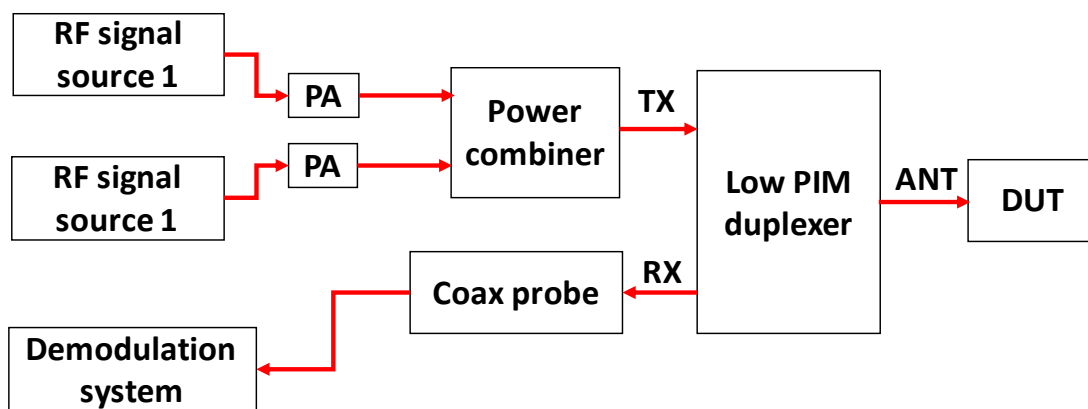 RF signal
source 1
PA
Power
combiner
TX
RF signal
source 1
PA
Low PIM
duplexer
ANT
DUT
RX
Coax probe
Demodulation
system